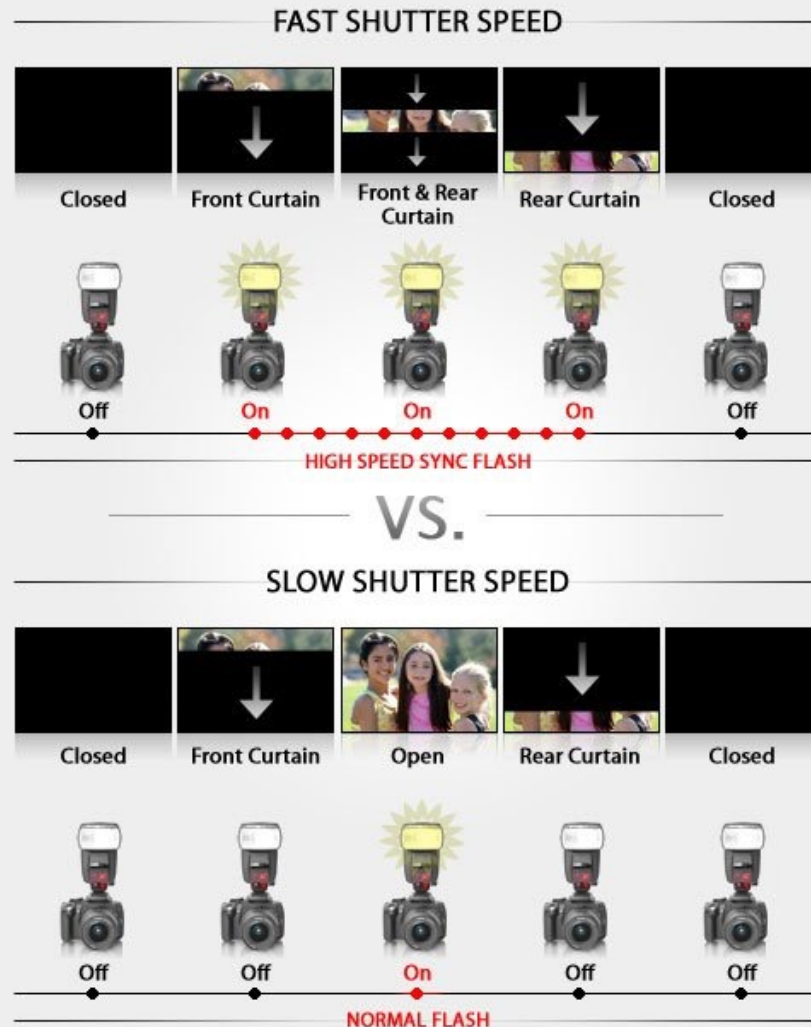 FAST SHUTTER SPEED
Closed
Front Curtain
Front & Rear
Curtain
Rear Curtain
Closed
Off
On
On
On
Off
HIGH SPEED SYNC FLASH
VS.
SLOW SHUTTER SPEED
Closed
Front Curtain
Open
Rear Curtain
Closed
Off
Off
On
Off
Off
NORMAL FLASH